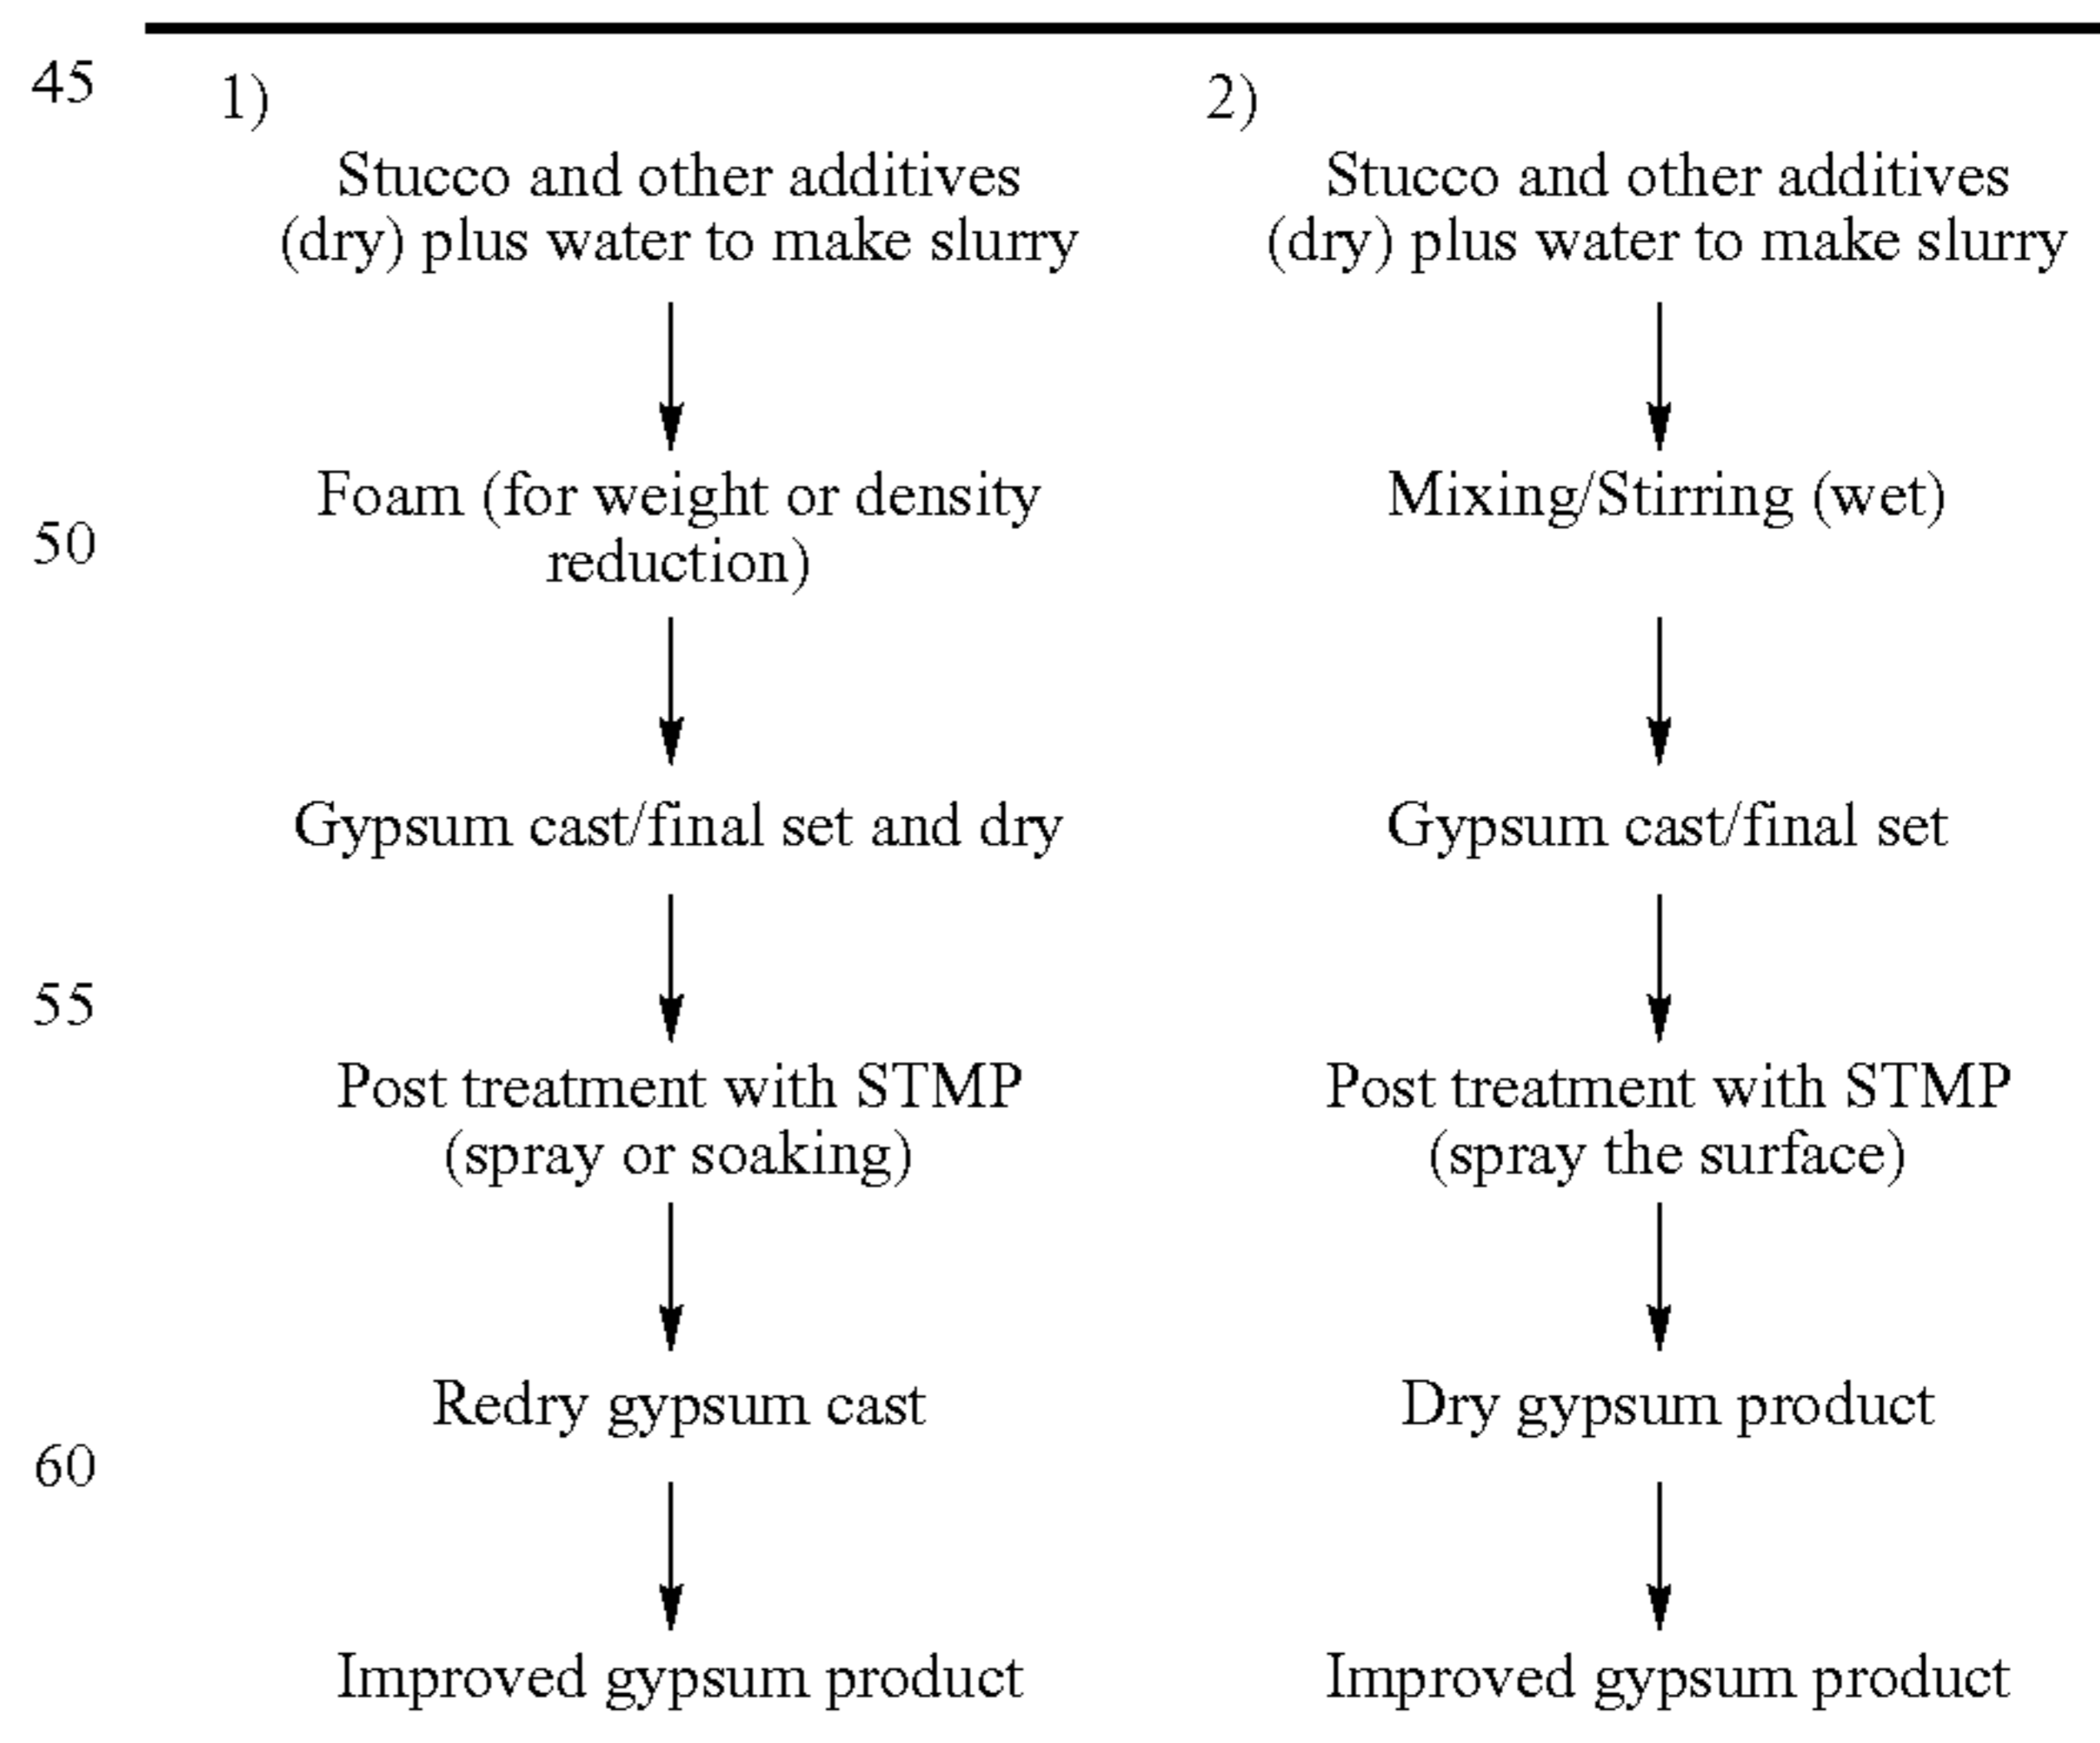 45
1)
Stucco and other additives
(dry) plus water to make slurry
Foam (for weight or density
reduction)
50
Gypsum cast/final set and dry
55
Post treatment with STMP
(spray or soaking)
Redry gypsum cast
60
Improved gypsum product
2)
Stucco and other additives
(dry) plus water to make slurry
Mixing/Stirring (wet)
Gypsum cast/final set
Post treatment with STMP
(spray the surface)
Dry gypsum product
Improved gypsum product